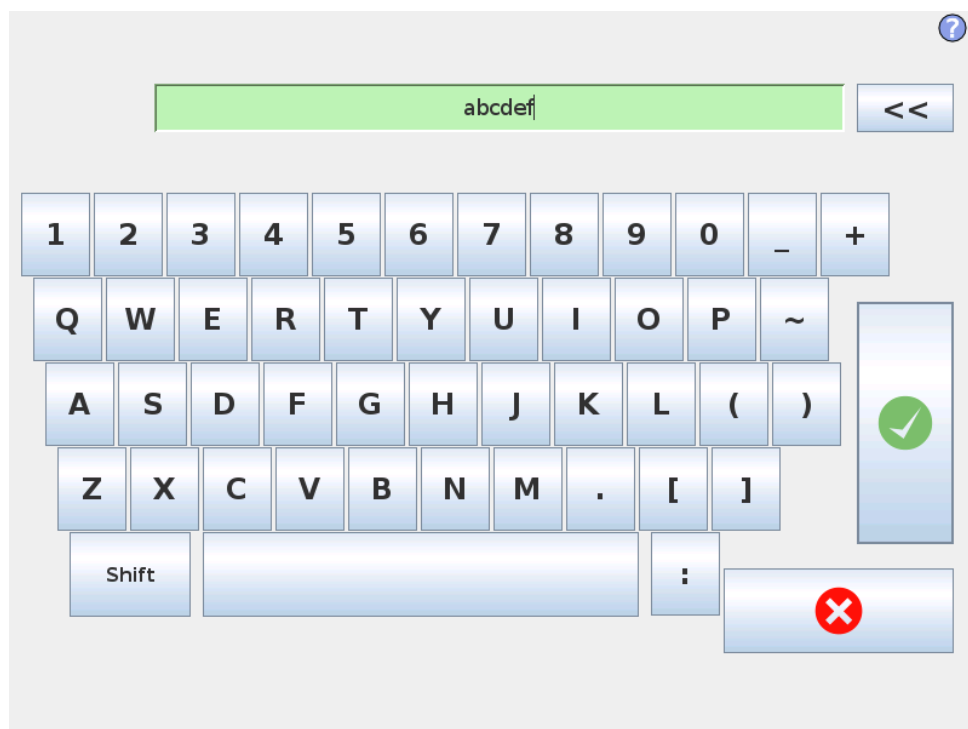 ?
abcdef
<<
1 2 3 4 5 6 7 8 9 0 _ +
Q W E R T Y U I O P ~
A S D F G H J K L ( )
Z X C V B N M . [ ]
Shift :